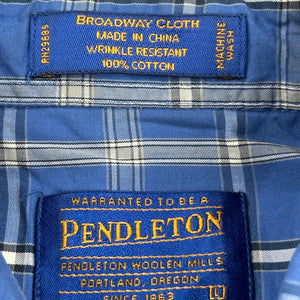 BROADWAY CLOTH
MADE IN CHINA
WRINKLE RESISTANT
100% COTTON
RN29685
MACHINE
WASH
WARRANTED TO BE A
PENDLETON
PENDLETON WOOLEN MILLS
PORTLAND, OREGON
SINCE 1863
L